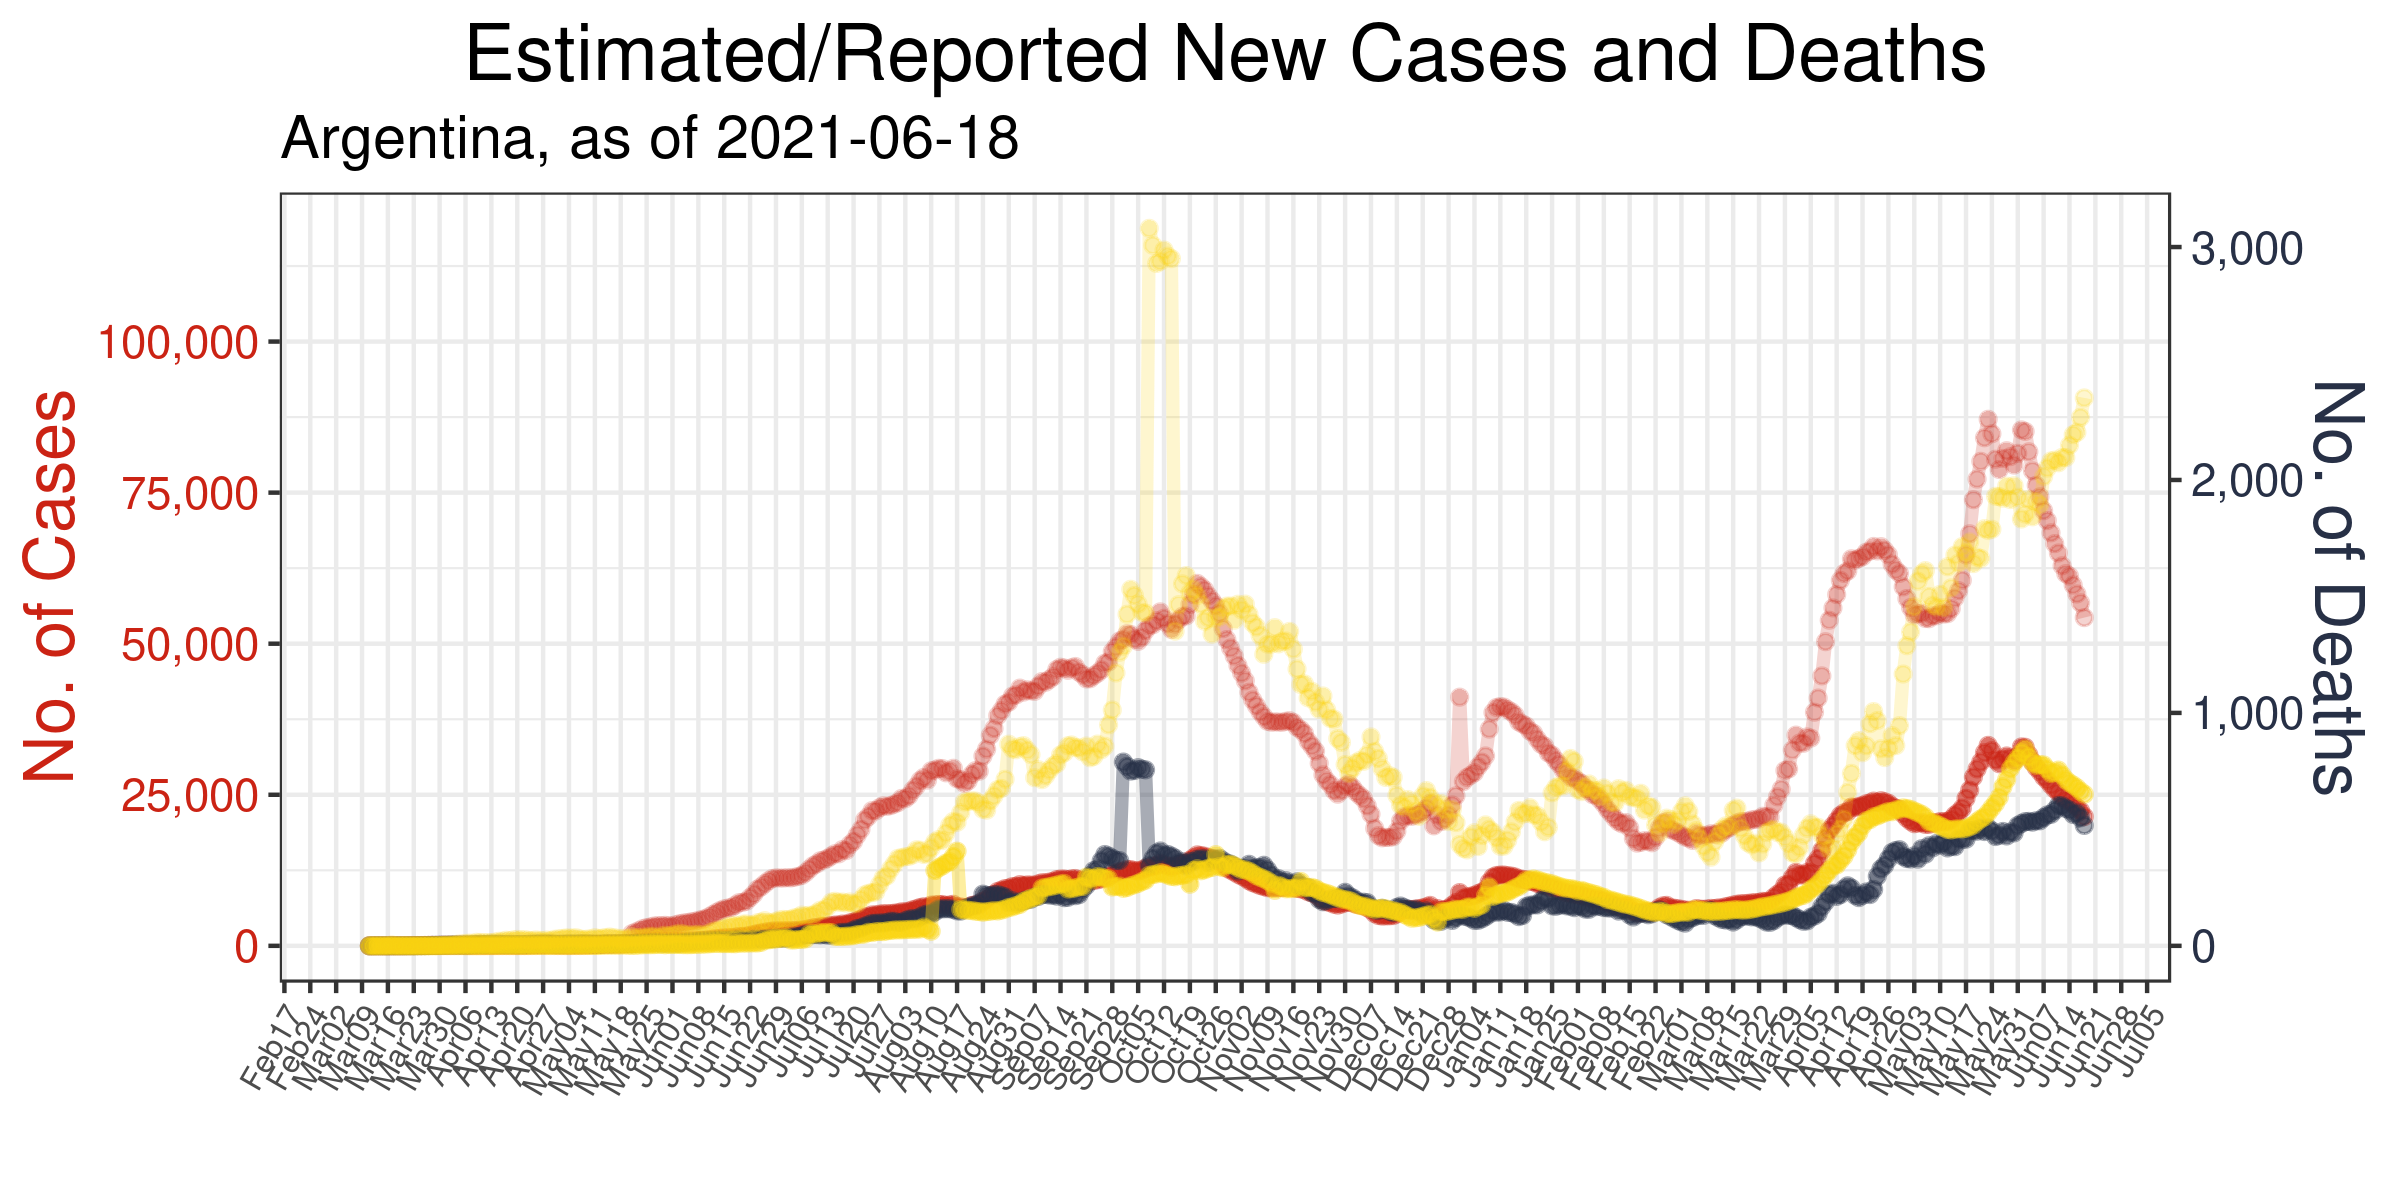 Estimated/Reported New Cases and Deaths
Argentina, as of 2021-06-18
No. of Cases
100,000
75,000
50,000
25,000
0
3,000
2,000
1,000
0
No. of Deaths
Feb17
Feb24
Mar02
Mar09
Mar16
Mar23
Mar30
Apr06
Apr13
Apr20
Apr27
May04
May11
May18
May25
Jun01
Jun08
Jun15
Jun22
Jun29
Jul06
Jul13
Jul20
Jul27
Aug03
Aug10
Aug17
Aug24
Aug31
Sep07
Sep14
Sep21
Sep28
Oct05
Oct12
Oct19
Oct26
Nov02
Nov09
Nov16
Nov23
Nov30
Dec07
Dec14
Dec21
Dec28
Jan04
Jan11
Jan18
Jan25
Feb01
Feb08
Feb15
Feb22
Mar01
Mar08
Mar15
Mar22
Mar29
Apr05
Apr12
Apr19
Apr26
May03
May10
May17
May24
May31
Jun07
Jun14
Jun21
Jun28
Jul05